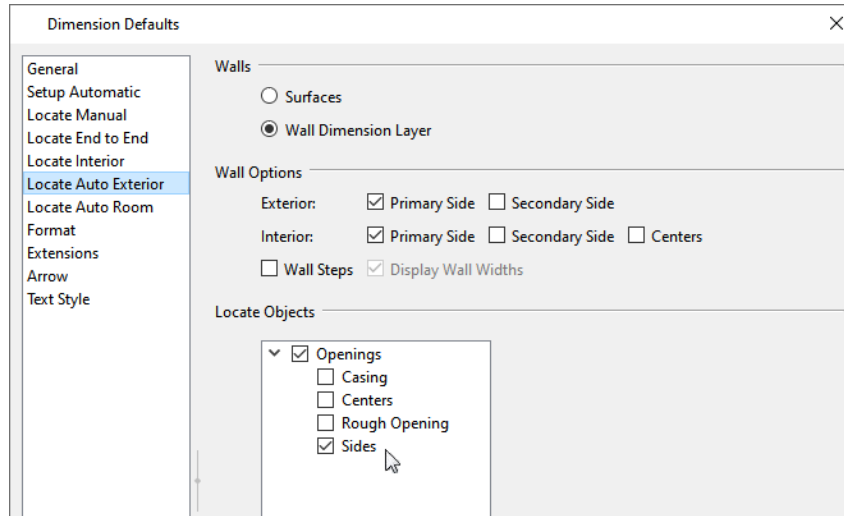 Dimension Defaults
General
Setup Automatic
Locate Manual
Locate End to End
Locate Interior
Locate Auto Exterior
Locate Auto Room
Format
Extensions
Arrow
Text Style
Walls
Surfaces
Wall Dimension Layer
Wall Options
Exterior: Primary Side Secondary Side
Interior: Primary Side Secondary Side Centers
Wall Steps Display Wall Widths
Locate Objects
Openings
Casing
Centers
Rough Opening
Sides